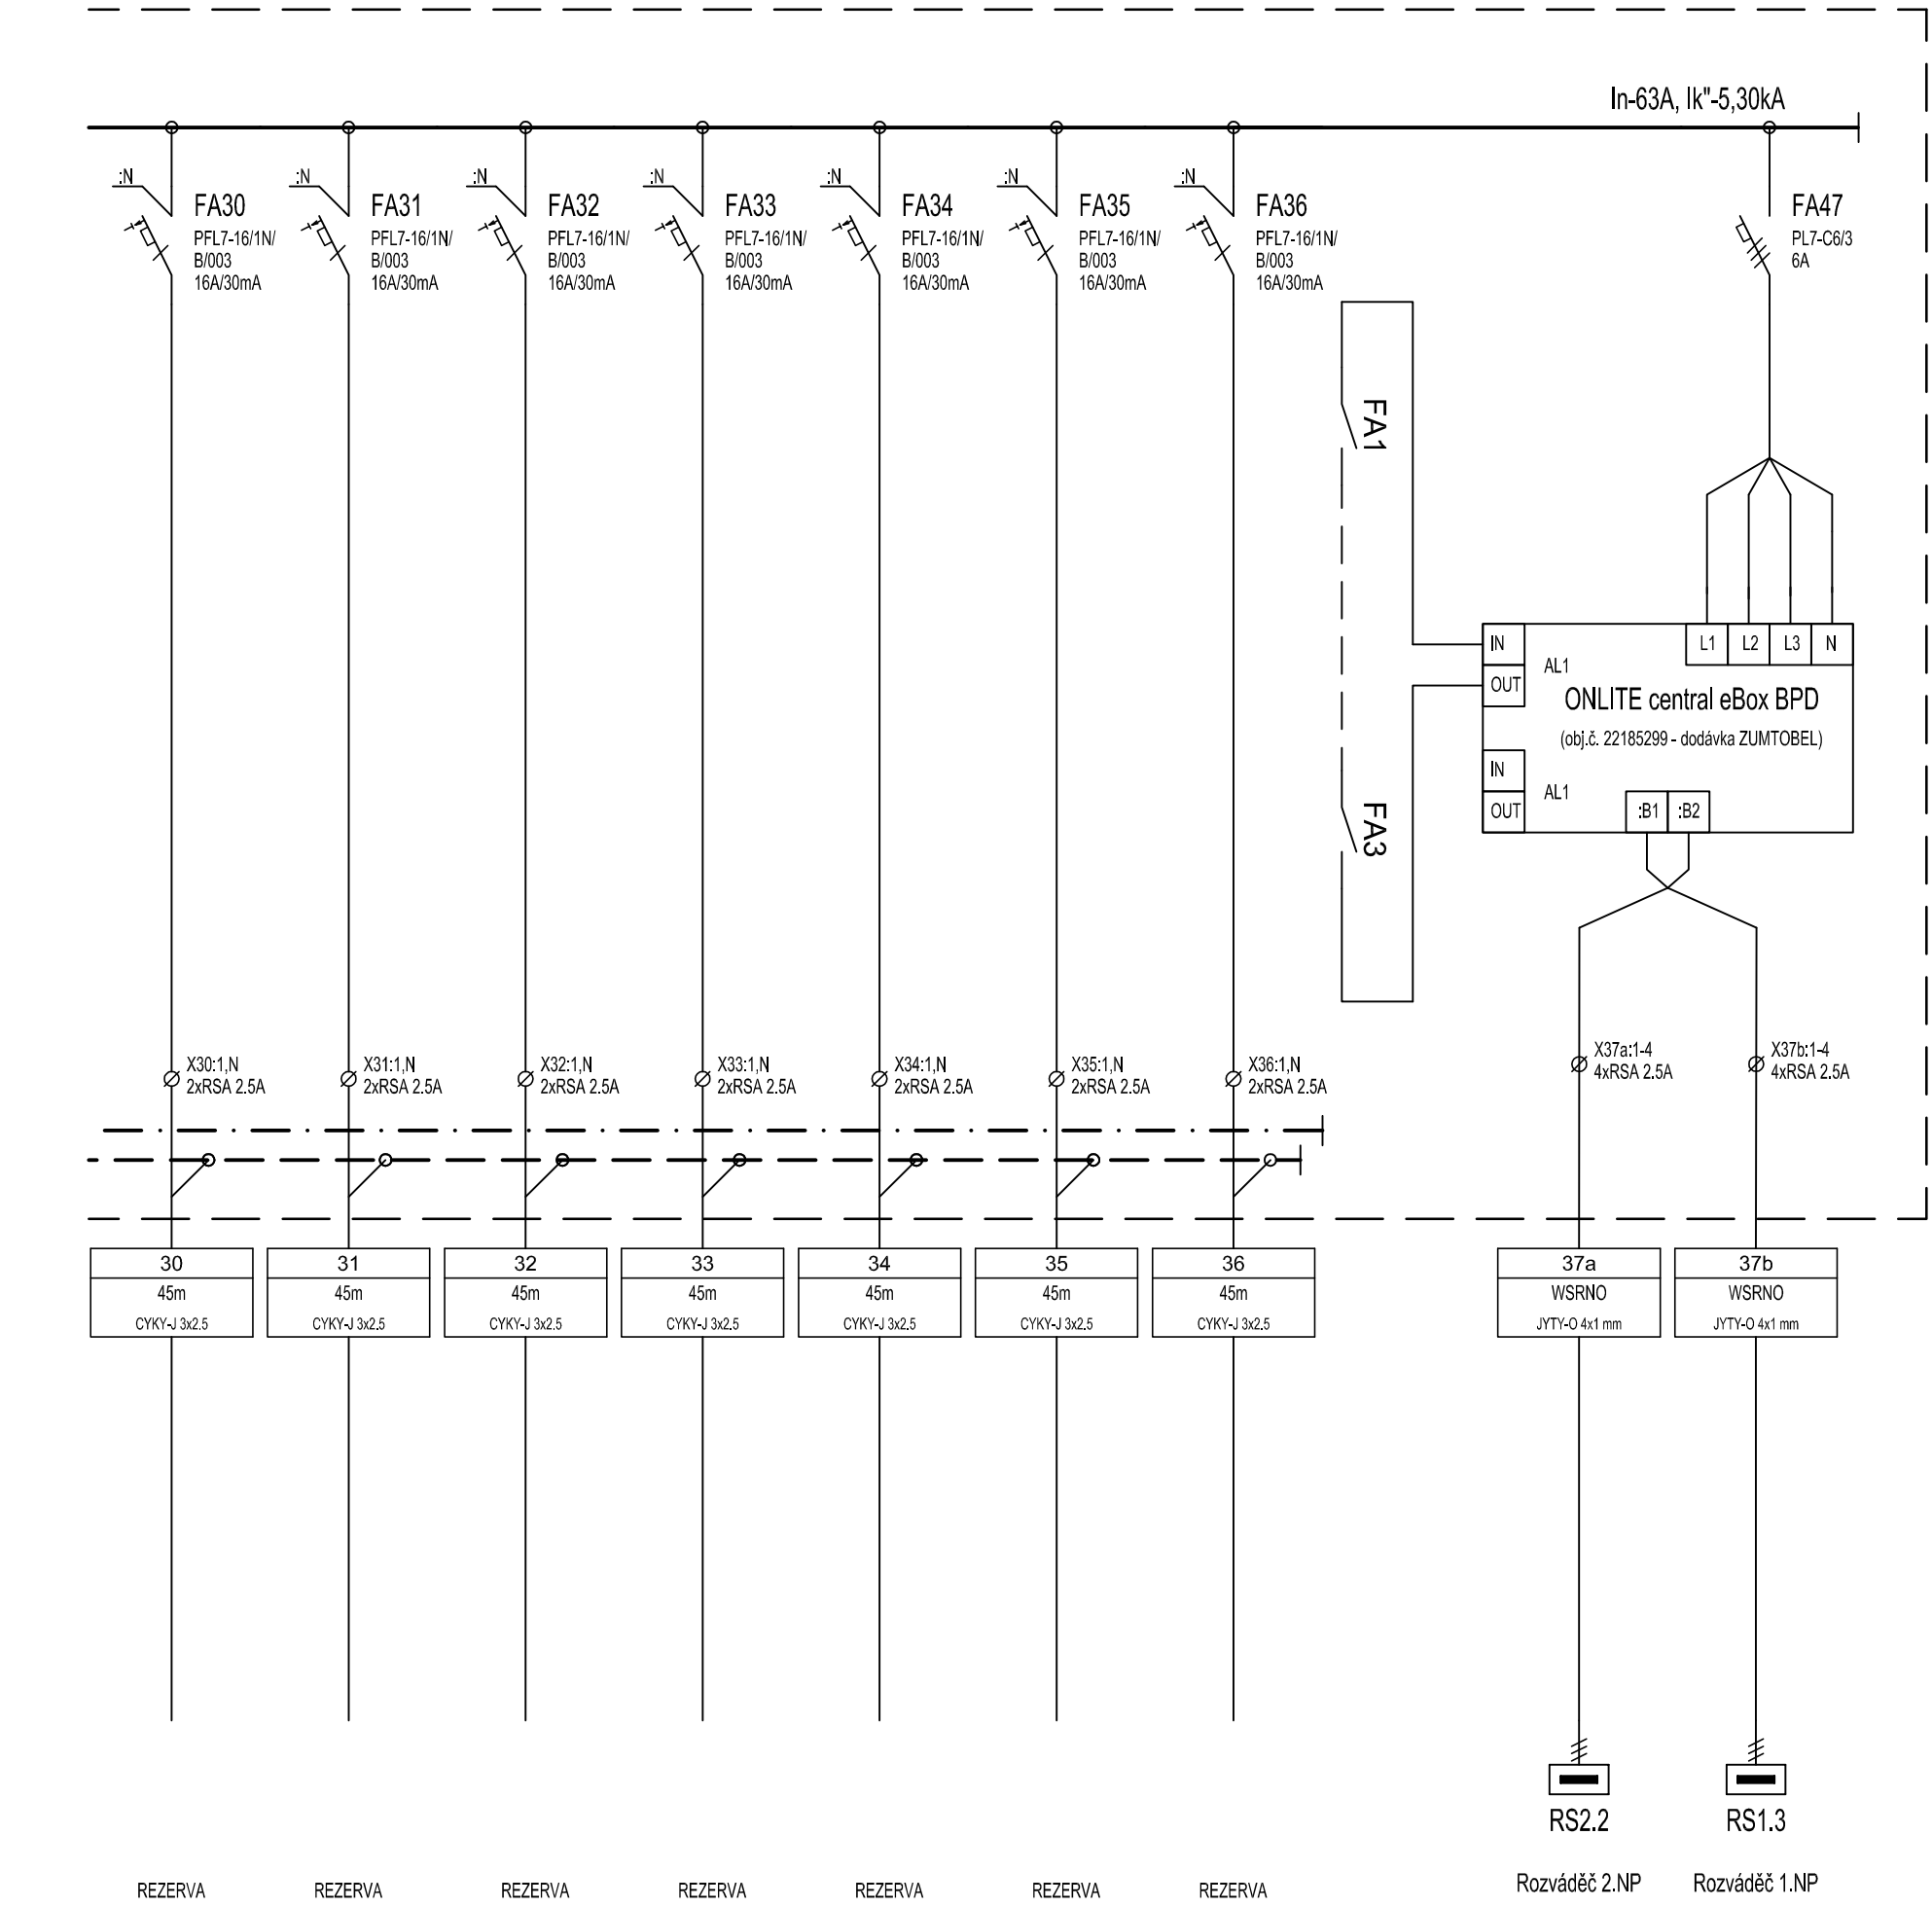 In-63A, Ik"-5,30kA
:N
FA30
PFL7-16/1N/
B/003
16A/30mA
:N
FA31
PFL7-16/1N/
B/003
16A/30mA
:N
FA32
PFL7-16/1N/
B/003
16A/30mA
:N
FA33
PFL7-16/1N/
B/003
16A/30mA
:N
FA34
PFL7-16/1N/
B/003
16A/30mA
:N
FA35
PFL7-16/1N/
B/003
16A/30mA
:N
FA36
PFL7-16/1N/
B/003
16A/30mA
FA47
PL7-C6/3
6A
FA1
FA3
IN
OUT
AL1
L1 L2 L3 N
ONLITE central eBox BPD
(obj.č. 22185299 - dodávka ZUMTOBEL)
IN
OUT
AL1
:B1 :B2
X30:1,N
2xRSA 2.5A
X31:1,N
2xRSA 2.5A
X32:1,N
2xRSA 2.5A
X33:1,N
2xRSA 2.5A
X34:1,N
2xRSA 2.5A
X35:1,N
2xRSA 2.5A
X36:1,N
2xRSA 2.5A
X37a:1-4
4xRSA 2.5A
X37b:1-4
4xRSA 2.5A
30
45m
CYKY-J 3x2.5
31
45m
CYKY-J 3x2.5
32
45m
CYKY-J 3x2.5
33
45m
CYKY-J 3x2.5
34
45m
CYKY-J 3x2.5
35
45m
CYKY-J 3x2.5
36
45m
CYKY-J 3x2.5
37a
WSRNO
JYTY-O 4x1 mm
37b
WSRNO
JYTY-O 4x1 mm
RS2.2
RS1.3
REZERVA
REZERVA
REZERVA
REZERVA
REZERVA
REZERVA
REZERVA
Rozváděč 2.NP
Rozváděč 1.NP